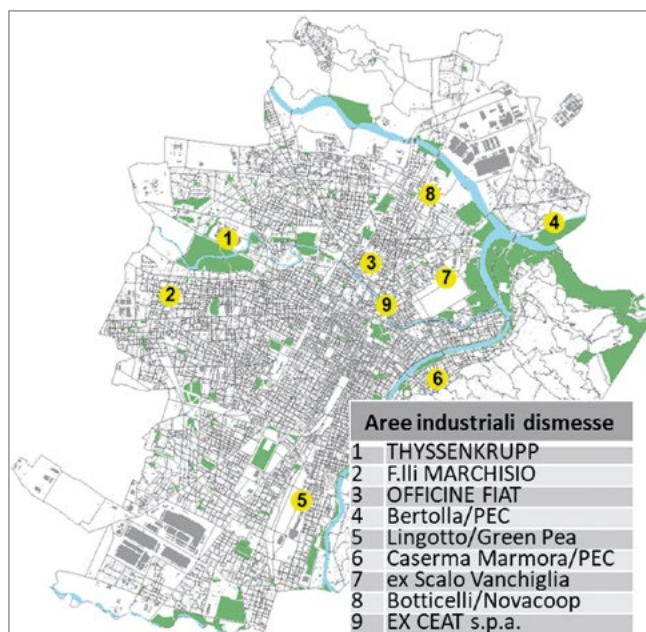 8
4
1
3
7
2
9
6
5
Aree industriali dismesse
1 THYSSENKRUPP
2 F.lli MARCHISIO
3 OFFICINE FIAT
4 Bertolla/PEC
5 Lingotto/Green Pea
6 Caserma Marmora/PEC
7 ex Scalo Vanchiglia
8 Botticelli/Novacoop
9 EX CEAT s.p.a.